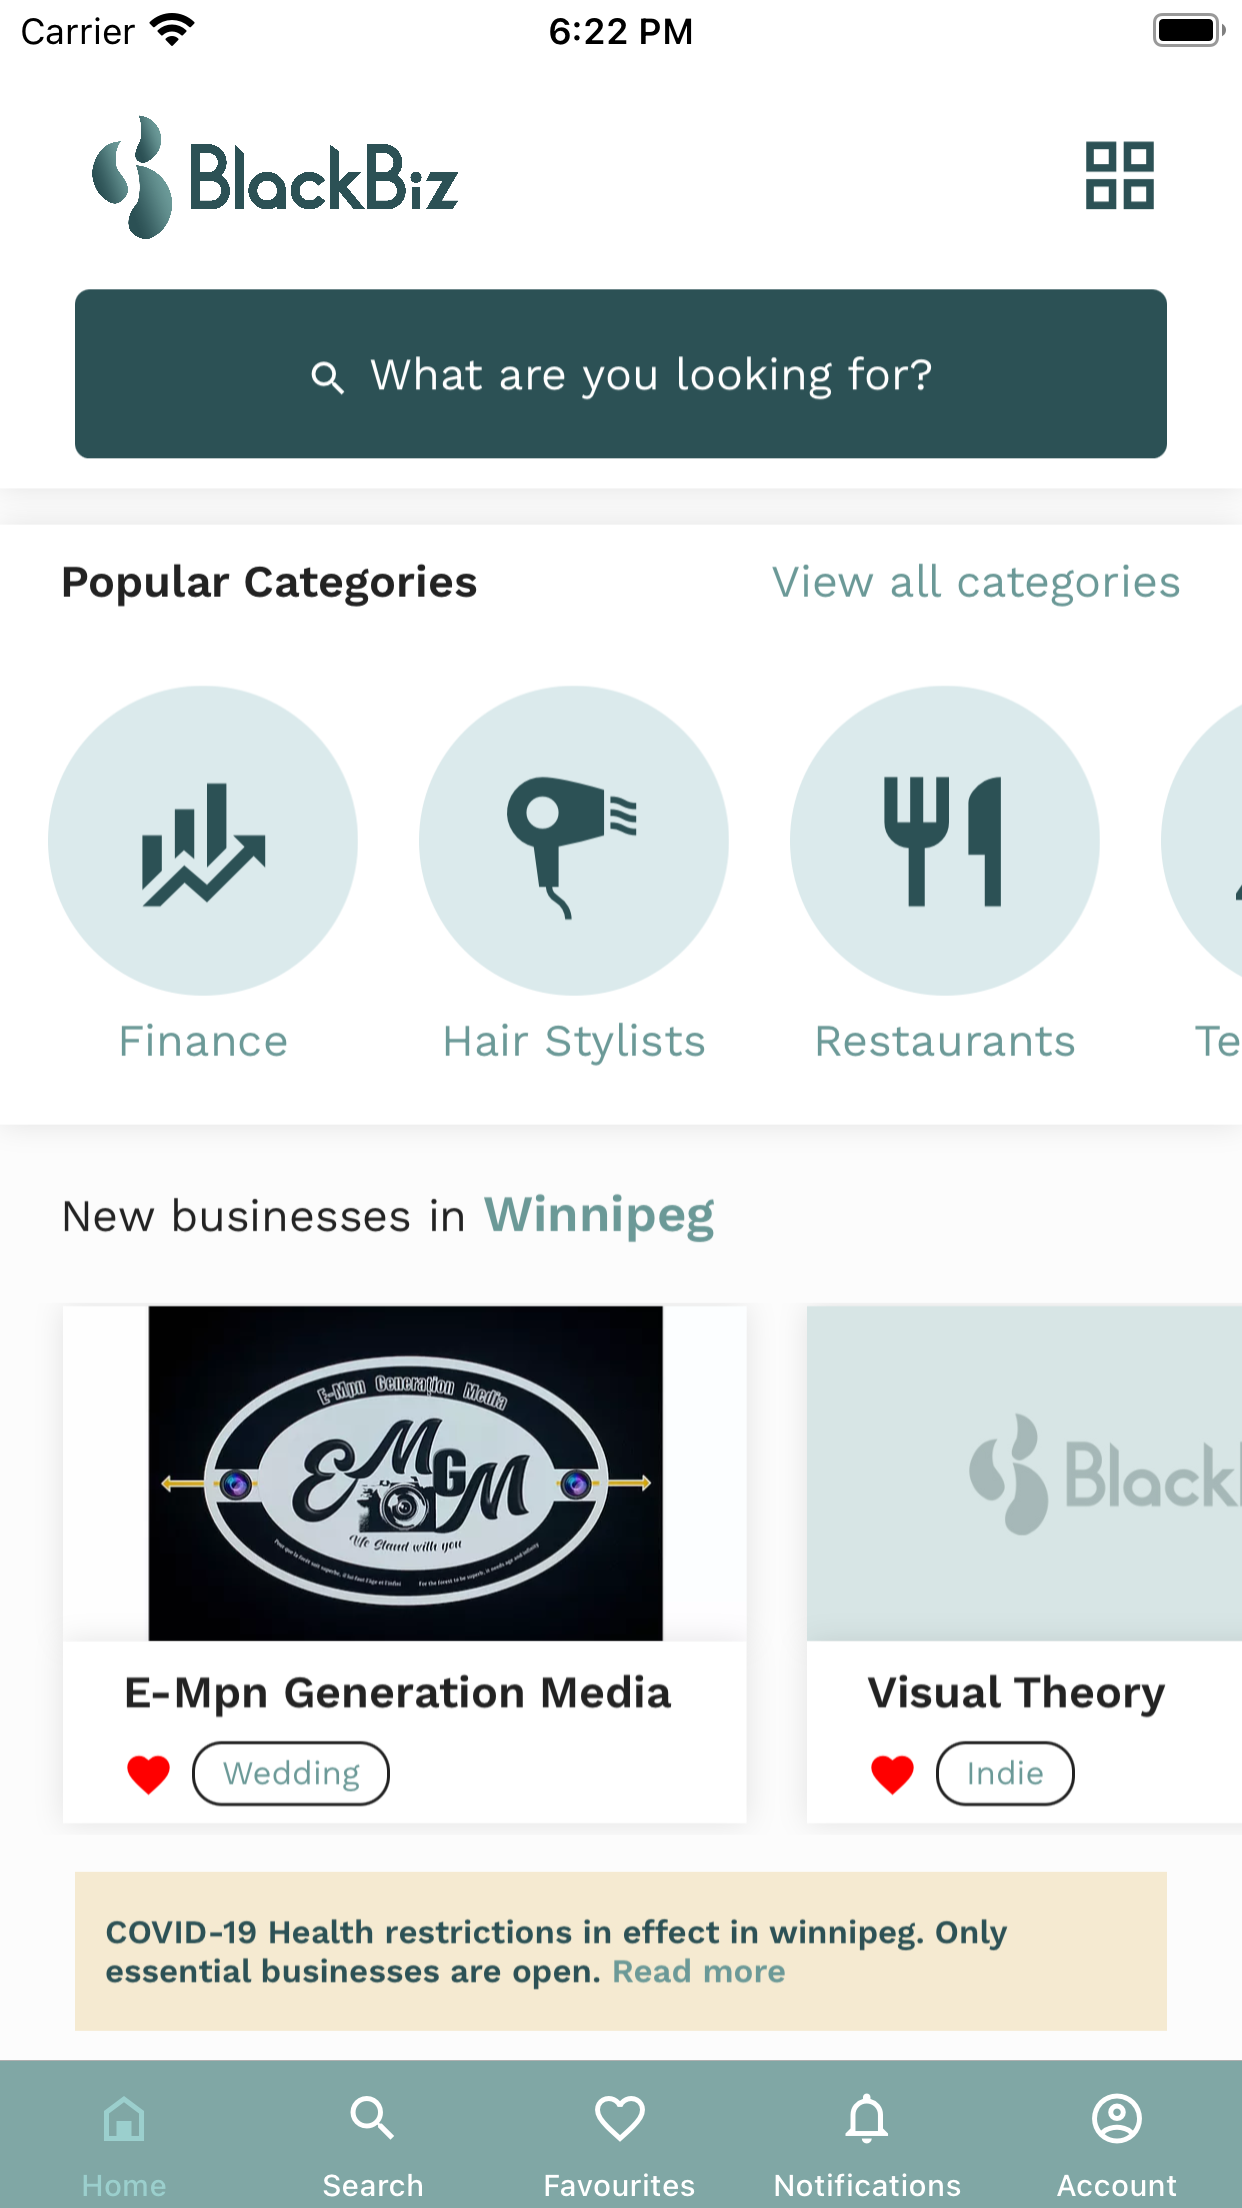 Carrier
6:22 PM
BlackBiz
What are you looking for?
Popular Categories
View all categories
Finance
Hair Stylists
Restaurants
Te
New businesses in Winnipeg
E-Mpn Generation Media
EMGM
We Stand with you
Black
E-Mpn Generation Media
Visual Theory
Wedding
Indie
COVID-19 Health restrictions in effect in winnipeg. Only
essential businesses are open. Read more
Home
Search
Favourites
Notifications
Account